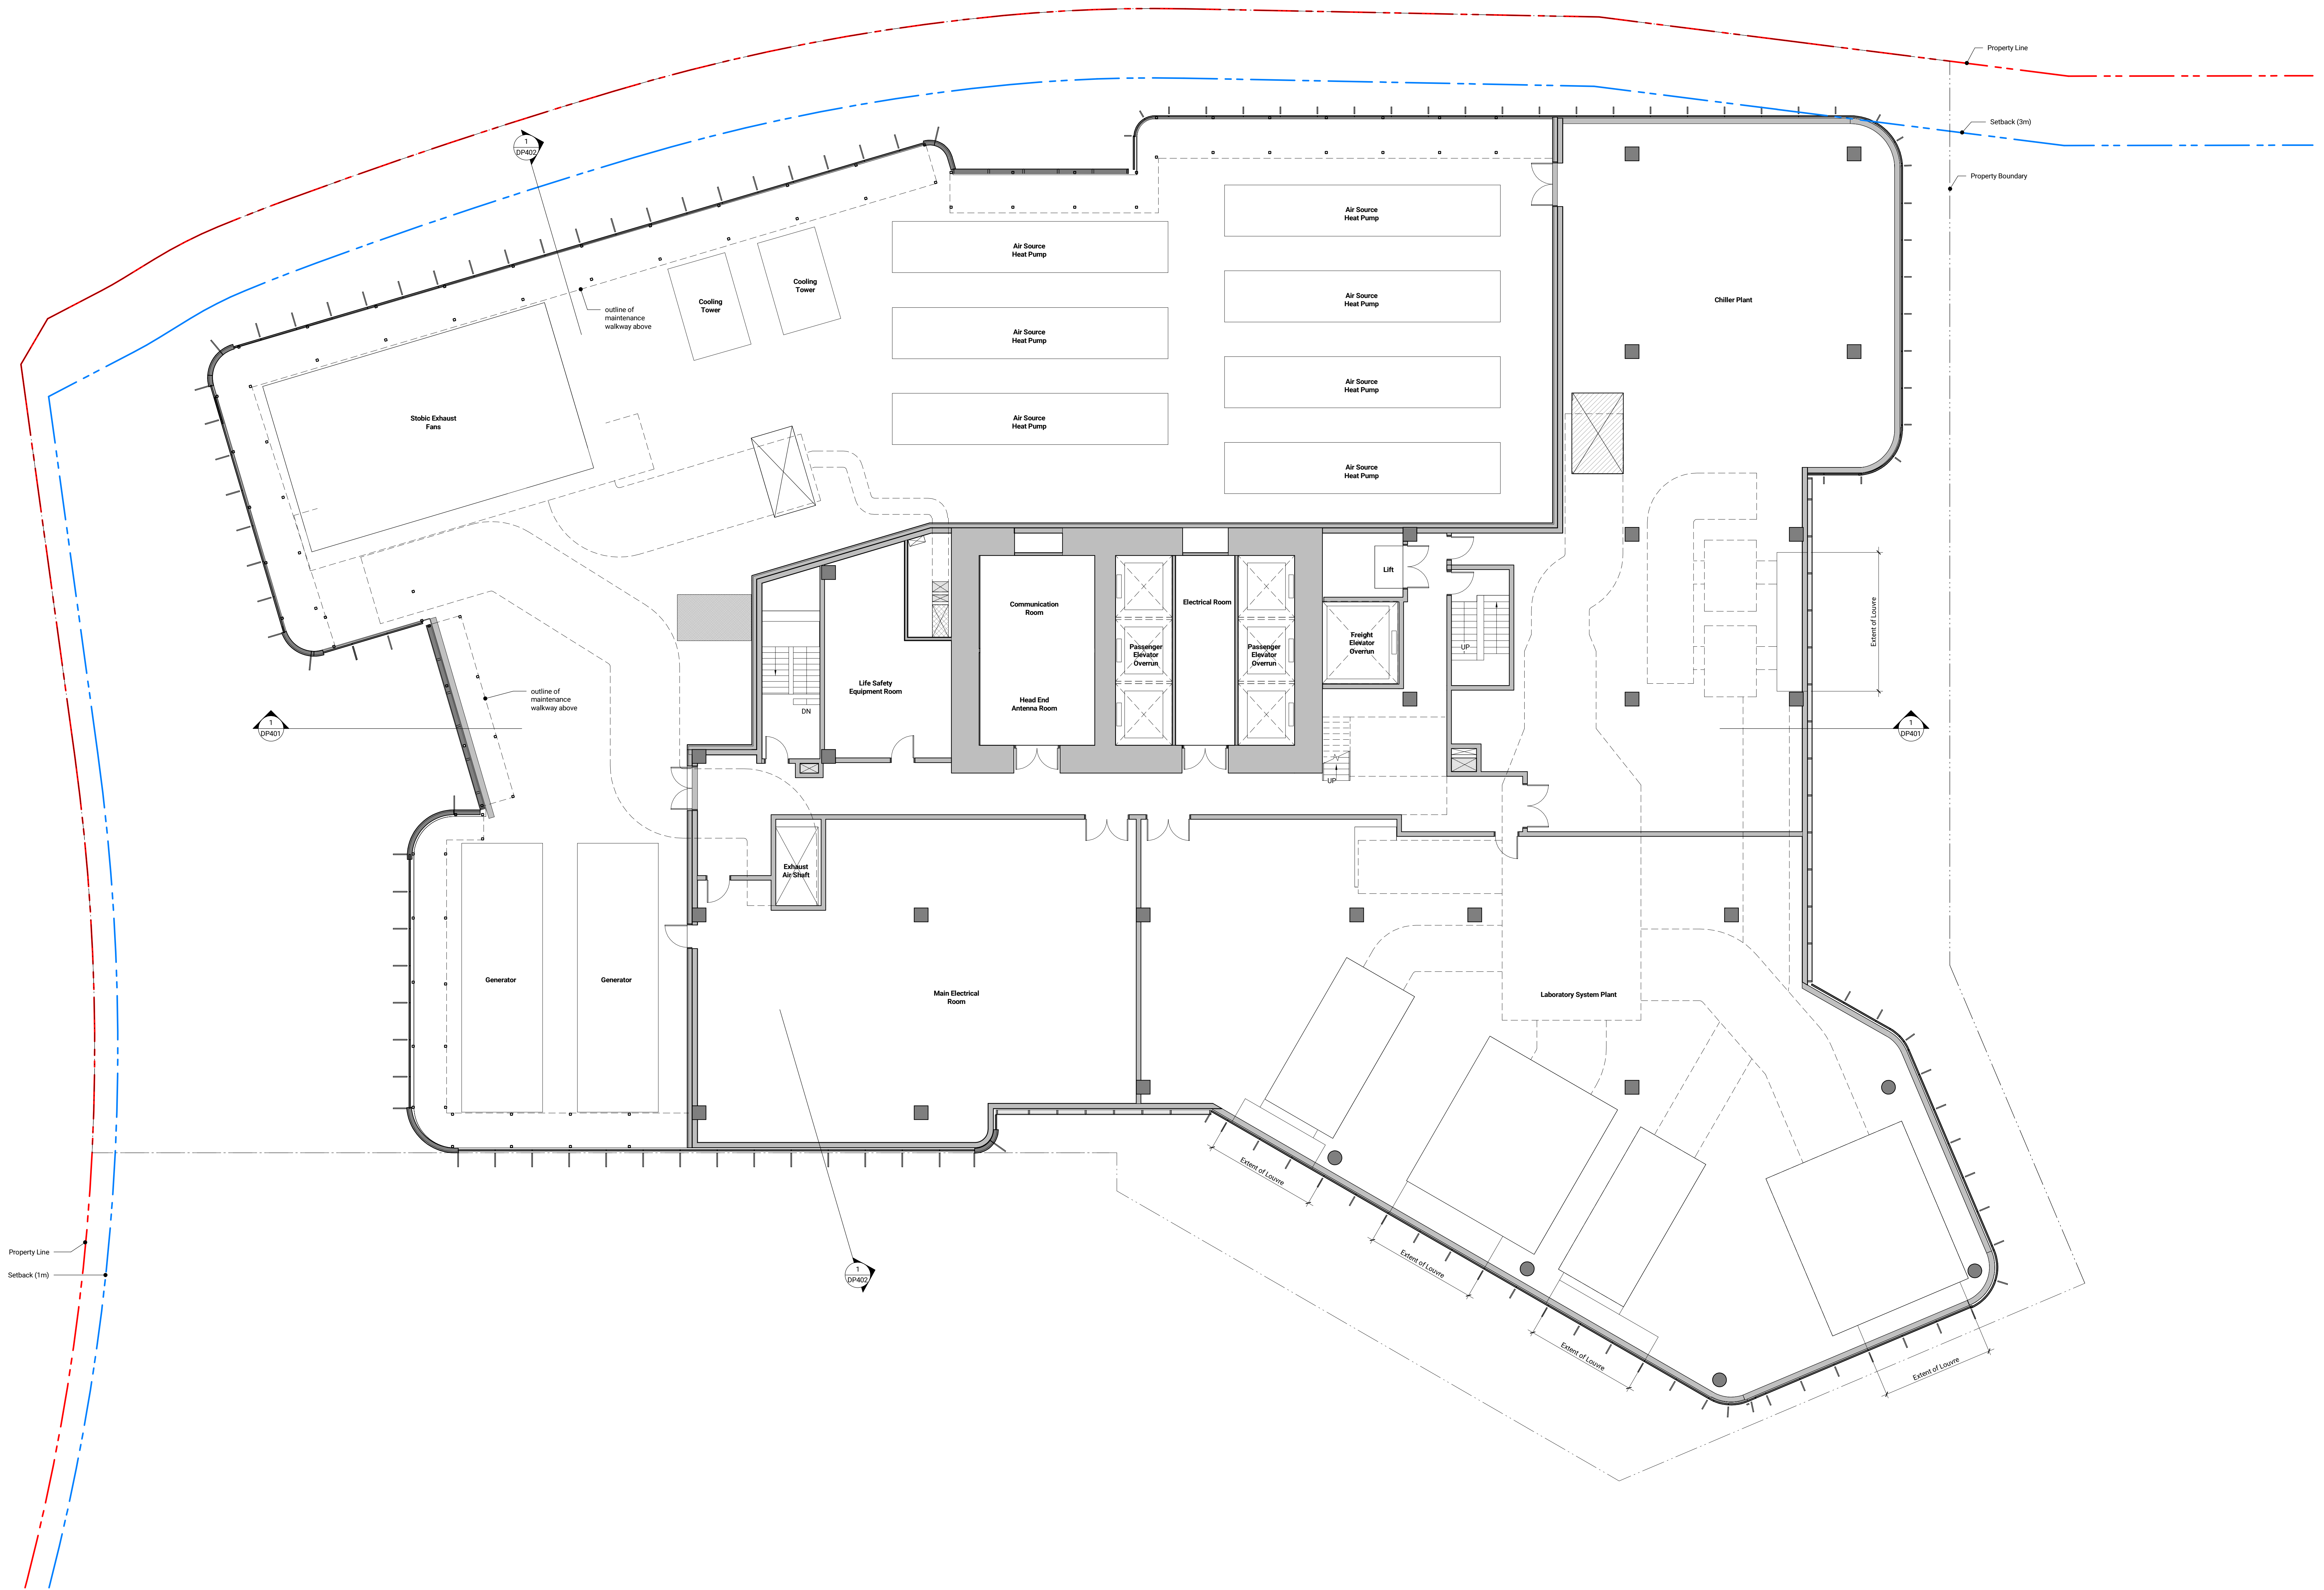 Property Line
Setback (3m)
Property Boundary
1
DP402
Air Source
Heat Pump
Air Source
Heat Pump
Cooling
Tower
Cooling
Tower
outline of
maintenance
walkway above
Air Source
Heat Pump
Chiller Plant
Air Source
Heat Pump
Air Source
Heat Pump
Stobic Exhaust
Fans
Air Source
Heat Pump
Air Source
Heat Pump
Lift
Communication
Room
Electrical Room
Extent of Louvre
Freight
Elevator
Overrun
Passenger
Elevator
Overrun
Passenger
Elevator
Overrun
UP
Life Safety
Equipment Room
outline of
maintenance
walkway above
Head End
Antenna Room
DN
1
DP401
1
DP401
UP
Exhaust
Air Shaft
Generator
Generator
Main Electrical
Room
Laboratory System Plant
Extent of Louvre
Property Line
Setback (1m)
1
DP402
Extent of Louvre
Extent of Louvre
Extent of Louvre